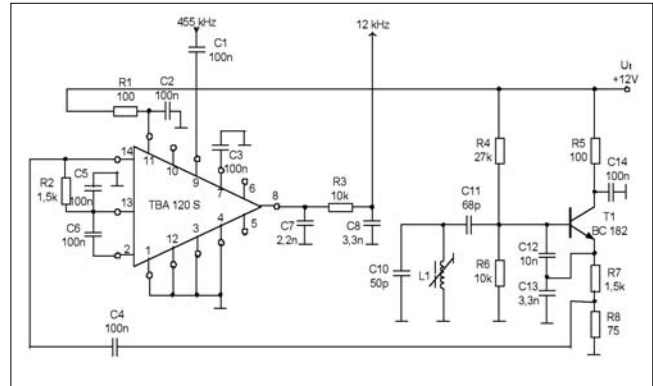 455 kHz
12 kHz
C1
100n
R1
100
C2
100n
Ut
+12V
14
11
10
9
7
C3
100n
6
R4
27k
R5
100
C14
100n
R2
1,5k
C5
100n
13
TBA 120 S
8
R3
10k
C11
68p
T1
BC 182
5
C6
100n
2
1
12
3
4
C7
2,2n
C8
3,3n
C10
50p
L1
R6
10k
C12
10n
C13
3,3n
R7
1,5k
R8
75
C4
100n